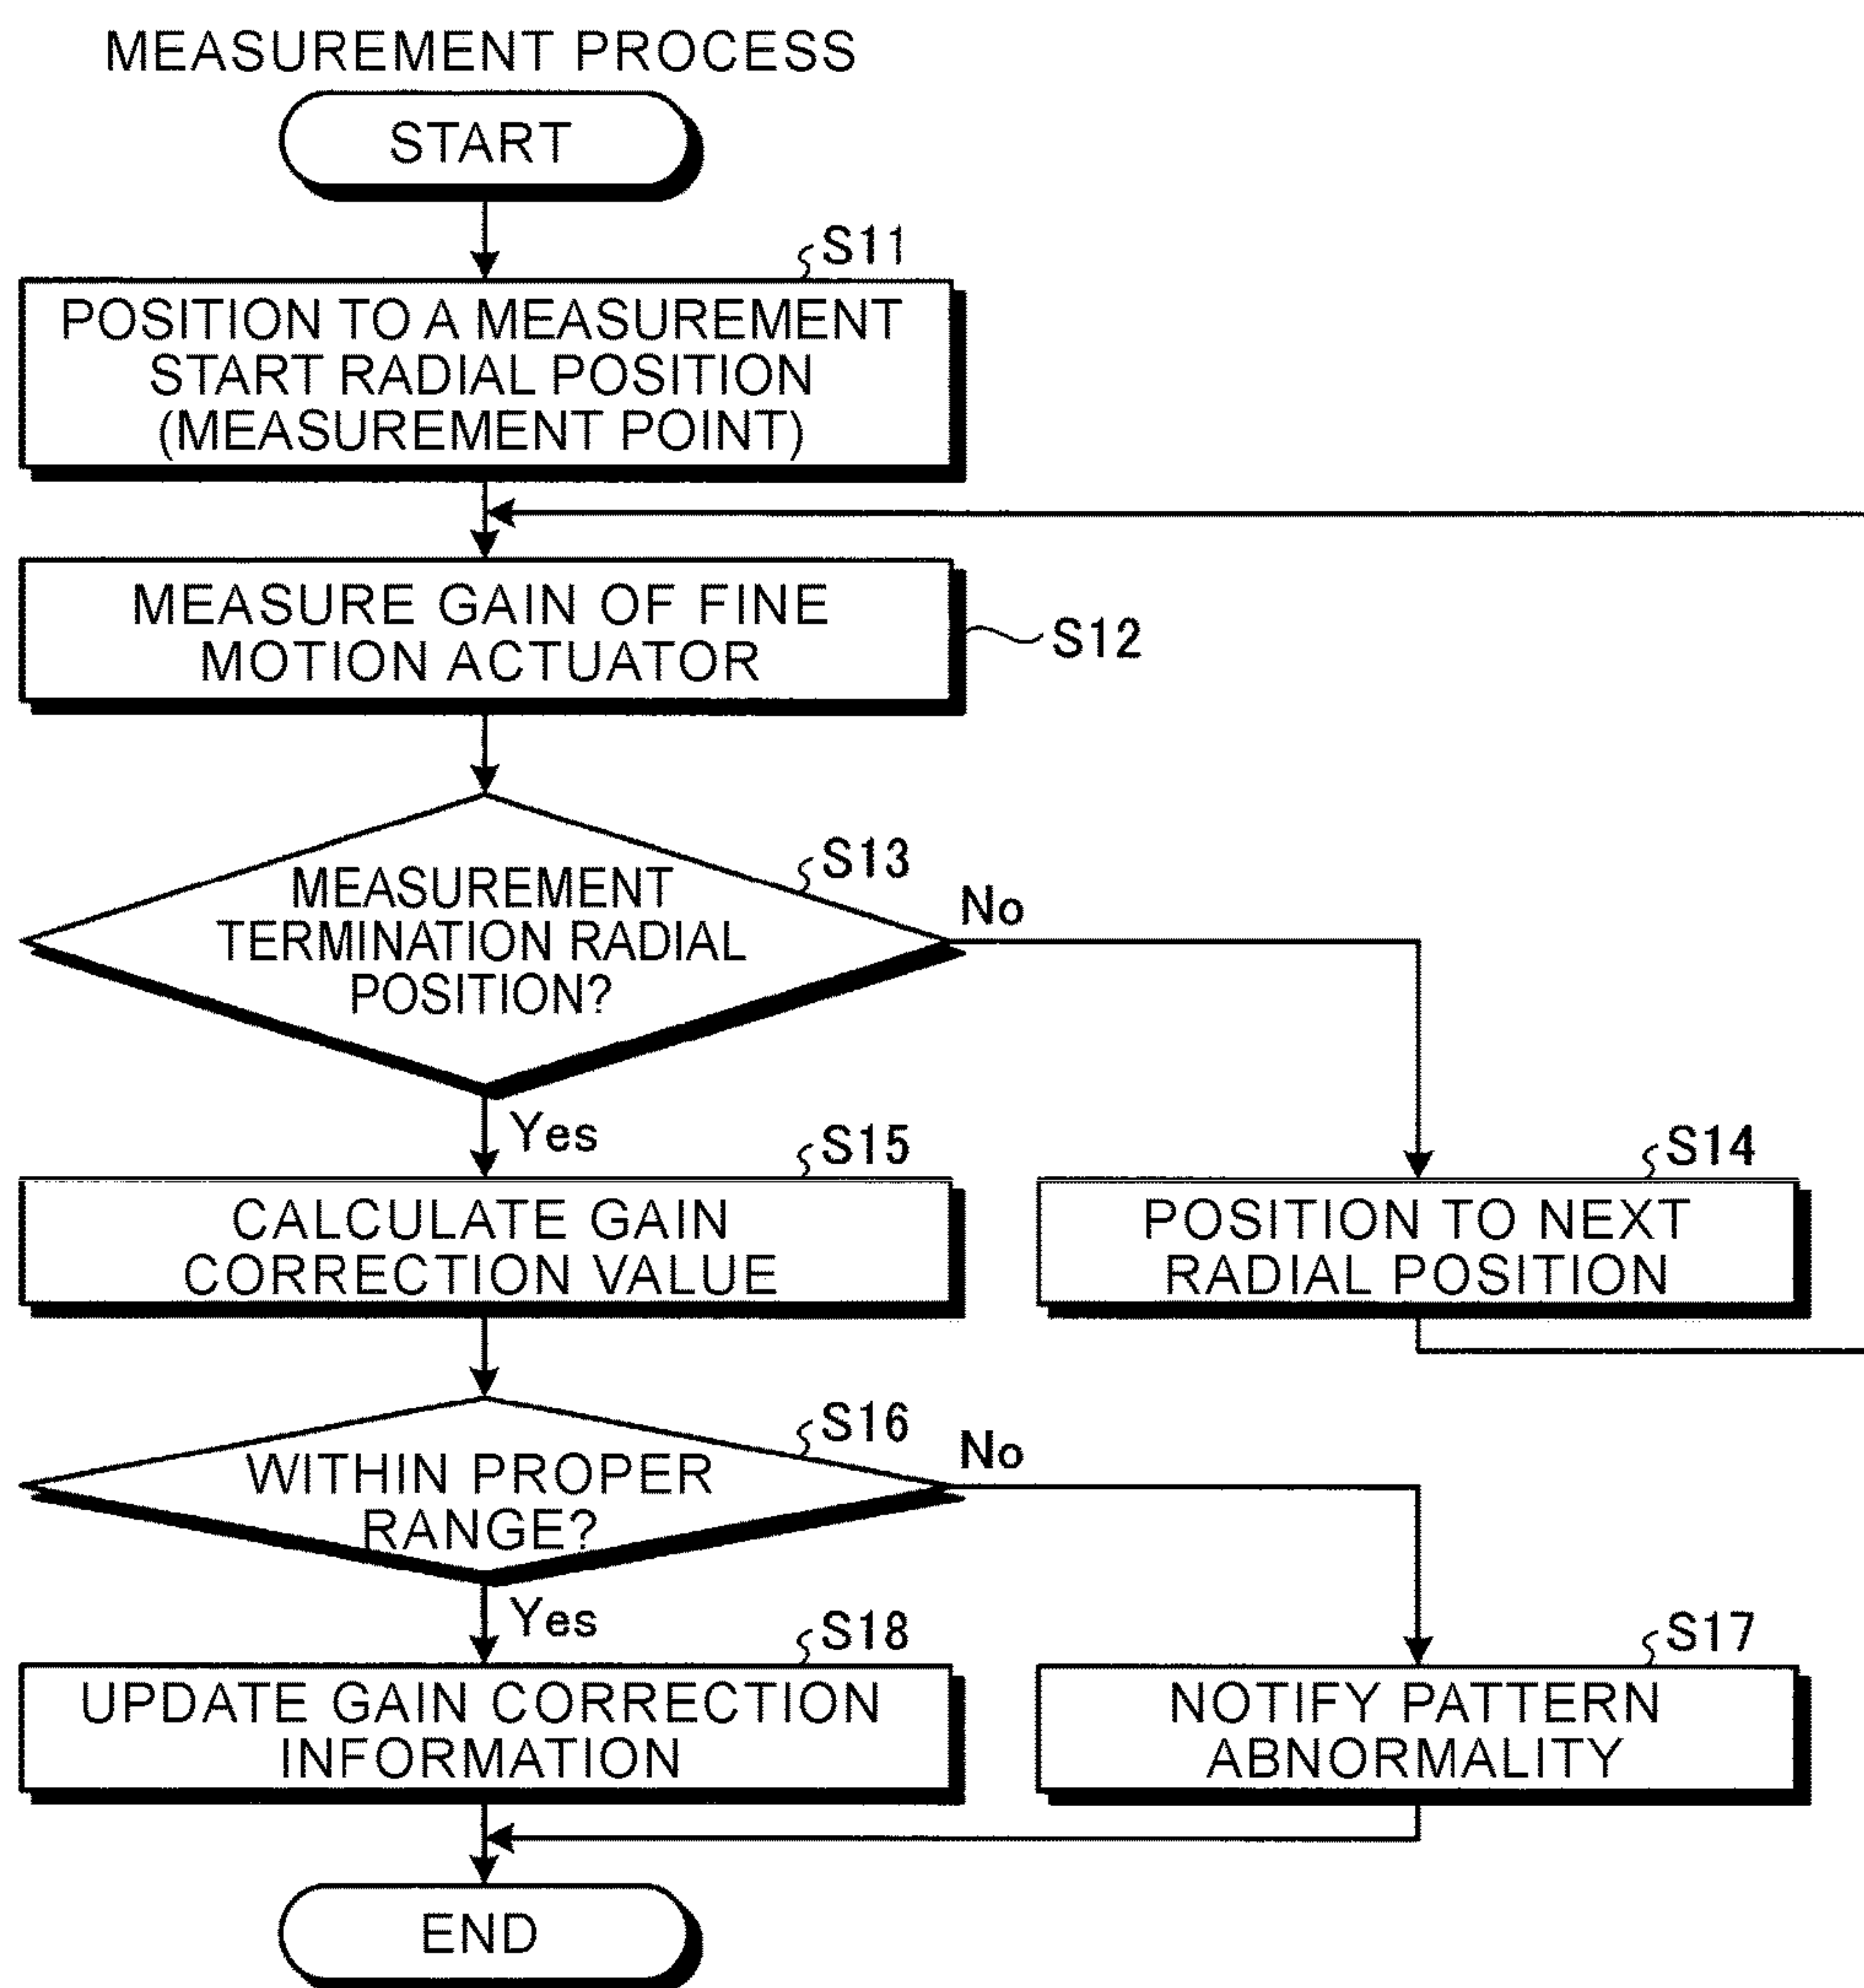 MEASUREMENT PROCESS
START
S11
POSITION TO A MEASUREMENT
START RADIAL POSITION
(MEASUREMENT POINT)
MEASURE GAIN OF FINE
MOTION ACTUATOR
S12
S13
MEASUREMENT
TERMINATION RADIAL
POSITION?
No
Yes
S15
CALCULATE GAIN
CORRECTION VALUE
S14
POSITION TO NEXT
RADIAL POSITION
S16
WITHIN PROPER
RANGE?
No
Yes
S18
UPDATE GAIN CORRECTION
INFORMATION
S17
NOTIFY PATTERN
ABNORMALITY
END